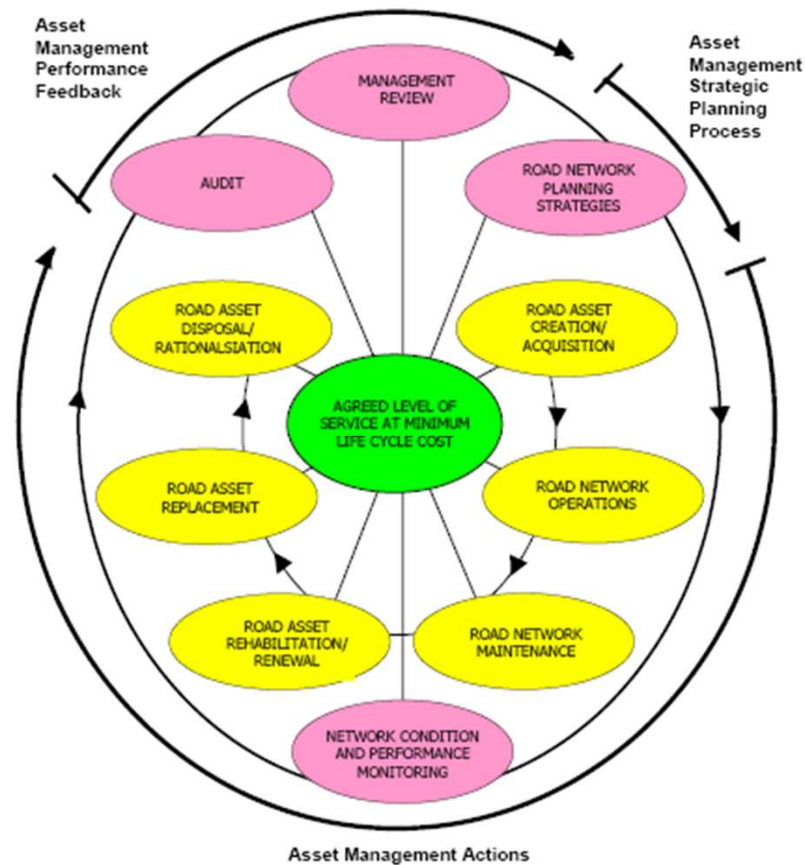 Asset
Management
Performance
Feedback
Asset
Management
Strategic
Planning
Process
MANAGEMENT
REVIEW
AUDIT
ROAD NETWORK
PLANNING
STRATEGIES
ROAD ASSET
DISPOSAL/
RATIONALSIATION
ROAD ASSET
CREATION/
ACQUISITION
AGREED LEVEL OF
SERVICE AT MINIMUM
LIFE CYCLE COST
ROAD ASSET
REPLACEMENT
ROAD NETWORK
OPERATIONS
ROAD ASSET
REHABILITATION/
RENEWAL
ROAD NETWORK
MAINTENANCE
NETWORK CONDITION
AND PERFORMANCE
MONITORING
Asset Management Actions